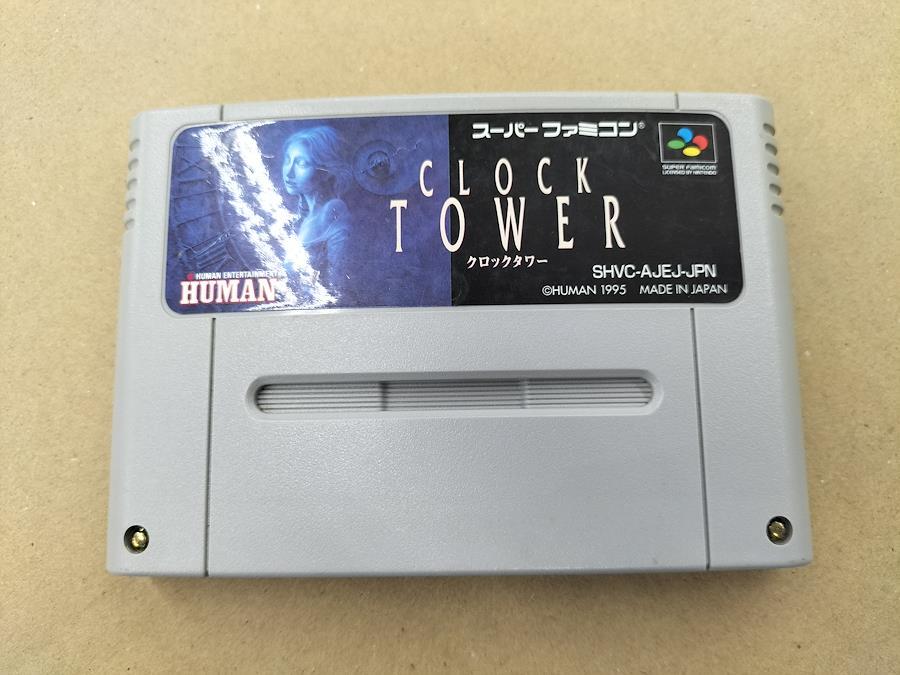 スーパーファミコン®
SUPER FAMICOM
LICENSED BY NINTENDO
CLOCK
TOWER
クロックタワー
HUMAN ENTERTAINMENT
HUMAN
SHVC-AJEJ-JPN
©HUMAN 1995 MADE IN JAPAN